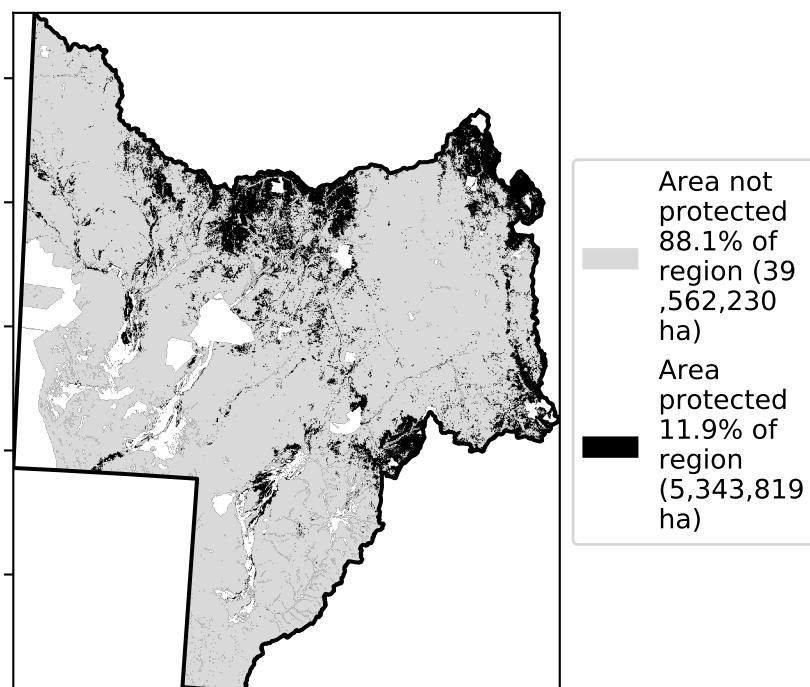 Area not
protected
88.1% of
region (39
,562,230
ha)
Area
protected
11.9% of
region
(5,343,819
ha)